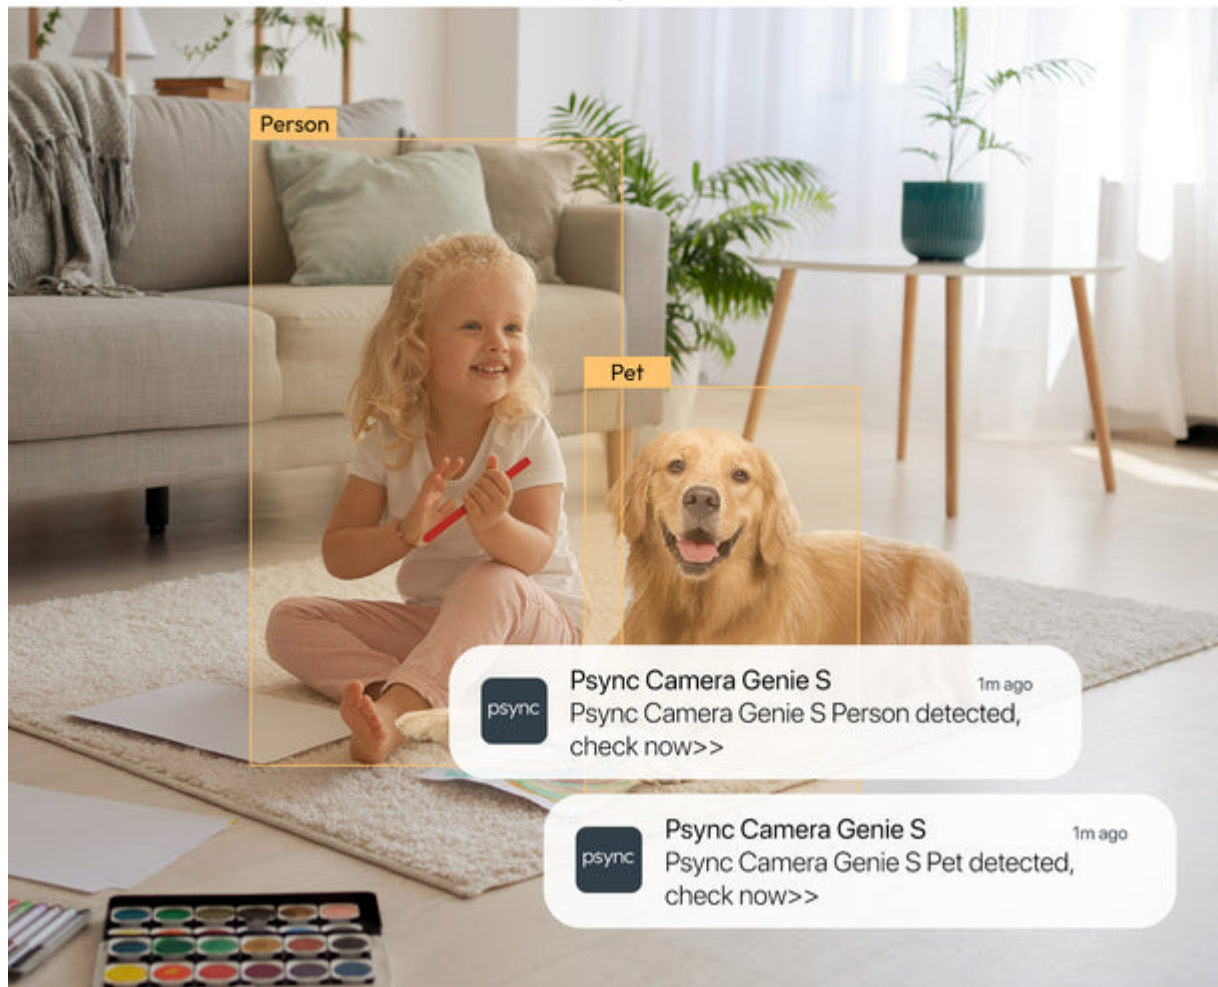 Person
Pet
psync
Psync Camera Genie S
1m ago
Psync Camera Genie S Person detected,
check now>>
psync
Psync Camera Genie S
1m ago
Psync Camera Genie S Pet detected,
check now>>